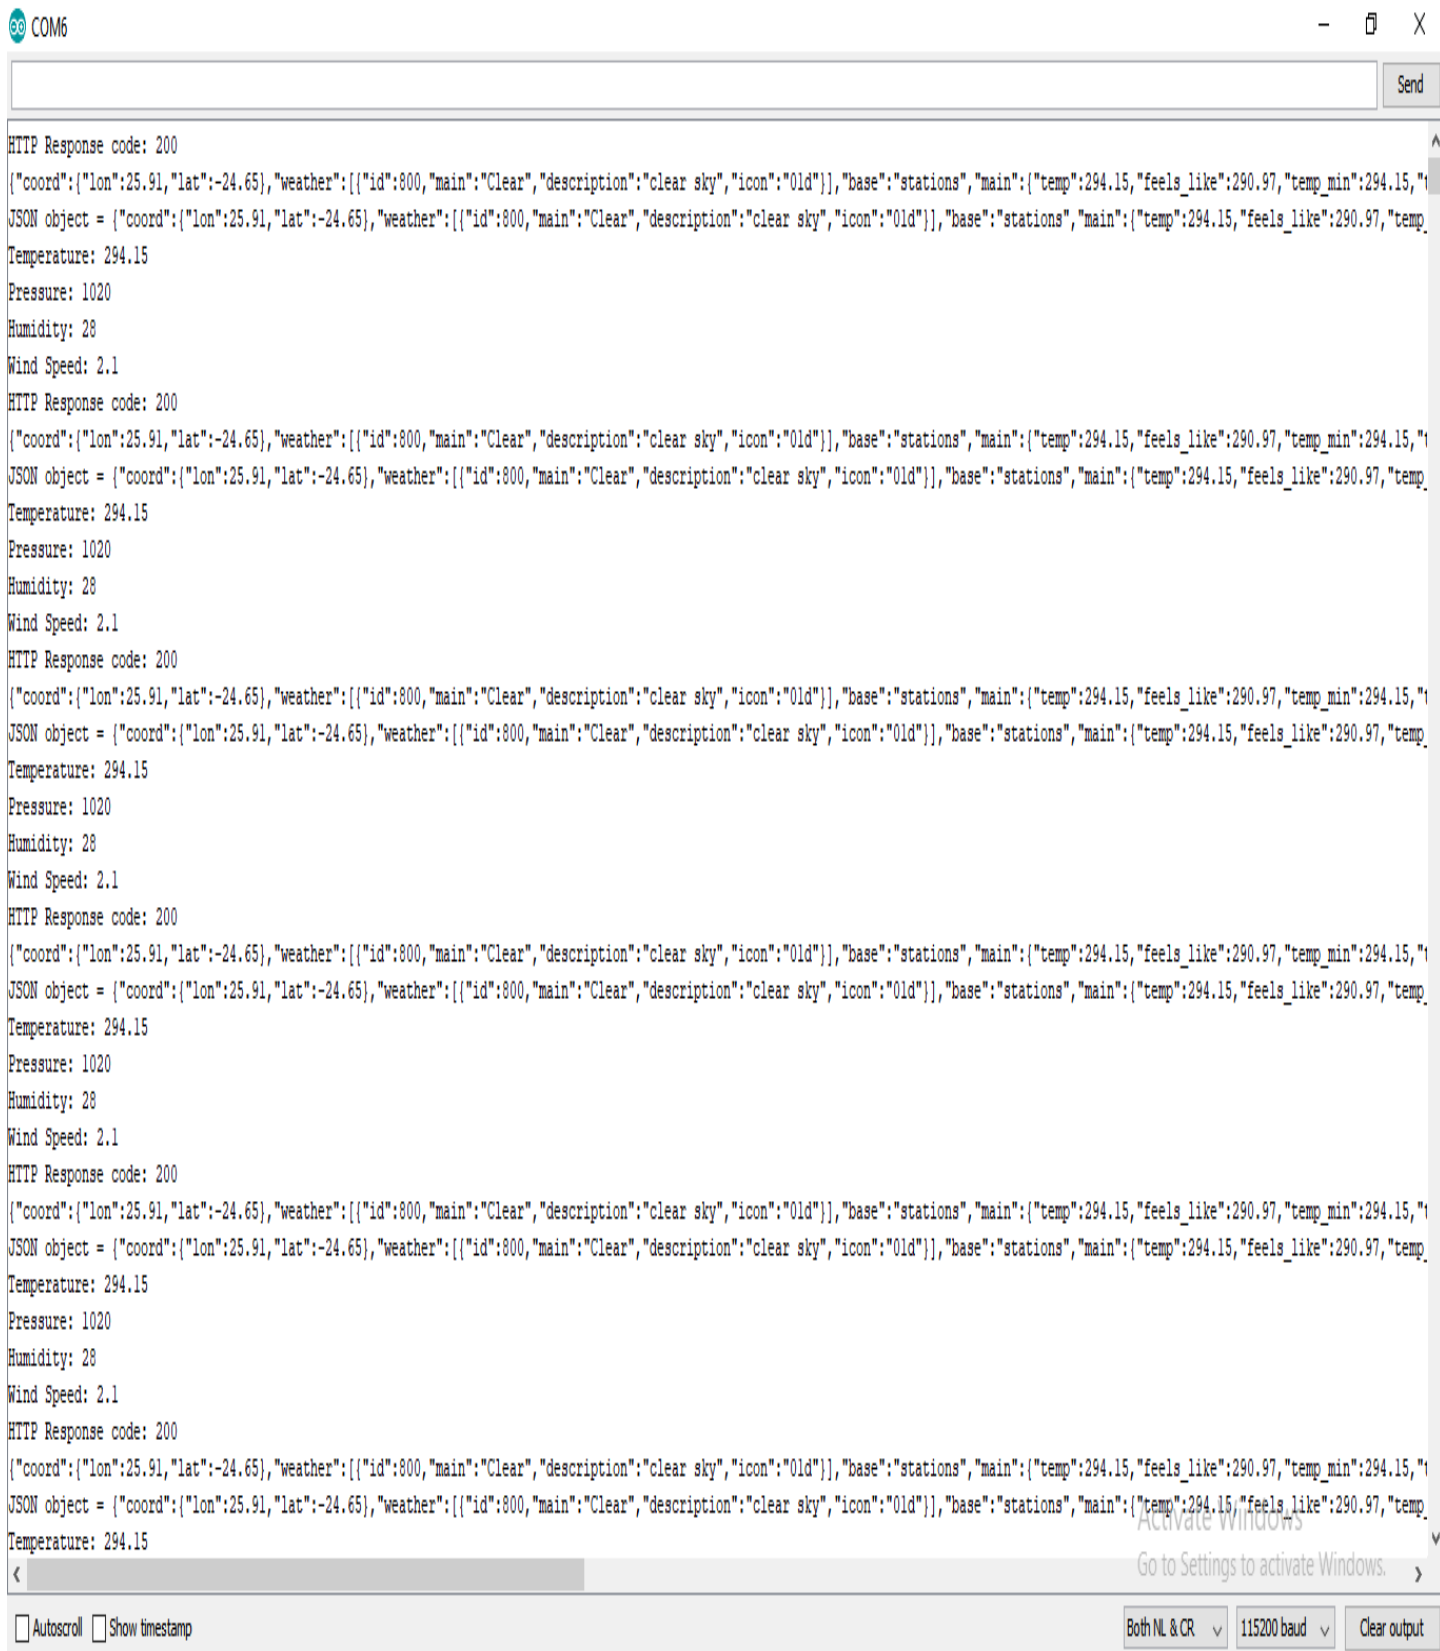 COM6
Send
HTTP Response code: 200
{"coord":{"lon":25.91,"lat":-24.65},"weather":[{"id":800,"main":"Clear","description":"clear sky","icon":"01d"}],"base":"stations","main":{"temp":294.15,"feels_like":290.97,"temp_min":294.15,"t
JSON object = {"coord":{"lon":25.91,"lat":-24.65},"weather":[{"id":800,"main":"Clear","description":"clear sky","icon":"01d"}],"base":"stations","main":{"temp":294.15,"feels_like":290.97,"temp_
Temperature: 294.15
Pressure: 1020
Humidity: 28
Wind Speed: 2.1
HTTP Response code: 200
{"coord":{"lon":25.91,"lat":-24.65},"weather":[{"id":800,"main":"Clear","description":"clear sky","icon":"01d"}],"base":"stations","main":{"temp":294.15,"feels_like":290.97,"temp_min":294.15,"t
JSON object = {"coord":{"lon":25.91,"lat":-24.65},"weather":[{"id":800,"main":"Clear","description":"clear sky","icon":"01d"}],"base":"stations","main":{"temp":294.15,"feels_like":290.97,"temp_
Temperature: 294.15
Pressure: 1020
Humidity: 28
Wind Speed: 2.1
HTTP Response code: 200
{"coord":{"lon":25.91,"lat":-24.65},"weather":[{"id":800,"main":"Clear","description":"clear sky","icon":"01d"}],"base":"stations","main":{"temp":294.15,"feels_like":290.97,"temp_min":294.15,"t
JSON object = {"coord":{"lon":25.91,"lat":-24.65},"weather":[{"id":800,"main":"Clear","description":"clear sky","icon":"01d"}],"base":"stations","main":{"temp":294.15,"feels_like":290.97,"temp_
Temperature: 294.15
Pressure: 1020
Humidity: 28
Wind Speed: 2.1
HTTP Response code: 200
{"coord":{"lon":25.91,"lat":-24.65},"weather":[{"id":800,"main":"Clear","description":"clear sky","icon":"01d"}],"base":"stations","main":{"temp":294.15,"feels_like":290.97,"temp_min":294.15,"t
JSON object = {"coord":{"lon":25.91,"lat":-24.65},"weather":[{"id":800,"main":"Clear","description":"clear sky","icon":"01d"}],"base":"stations","main":{"temp":294.15,"feels_like":290.97,"temp_
Temperature: 294.15
Pressure: 1020
Humidity: 28
Wind Speed: 2.1
HTTP Response code: 200
{"coord":{"lon":25.91,"lat":-24.65},"weather":[{"id":800,"main":"Clear","description":"clear sky","icon":"01d"}],"base":"stations","main":{"temp":294.15,"feels_like":290.97,"temp_min":294.15,"t
JSON object = {"coord":{"lon":25.91,"lat":-24.65},"weather":[{"id":800,"main":"Clear","description":"clear sky","icon":"01d"}],"base":"stations","main":{"temp":294.15,"feels_like":290.97,"temp_
Temperature: 294.15
Pressure: 1020
Humidity: 28
Wind Speed: 2.1
HTTP Response code: 200
{"coord":{"lon":25.91,"lat":-24.65},"weather":[{"id":800,"main":"Clear","description":"clear sky","icon":"01d"}],"base":"stations","main":{"temp":294.15,"feels_like":290.97,"temp_min":294.15,"t
JSON object = {"coord":{"lon":25.91,"lat":-24.65},"weather":[{"id":800,"main":"Clear","description":"clear sky","icon":"01d"}],"base":"stations","main":{"temp":294.15,"feels_like":290.97,"temp_
Activate Windows
Temperature: 294.15
Go to Settings to activate Windows.
Autoscroll Show timestamp Both NL & CR 115200 baud Clear output